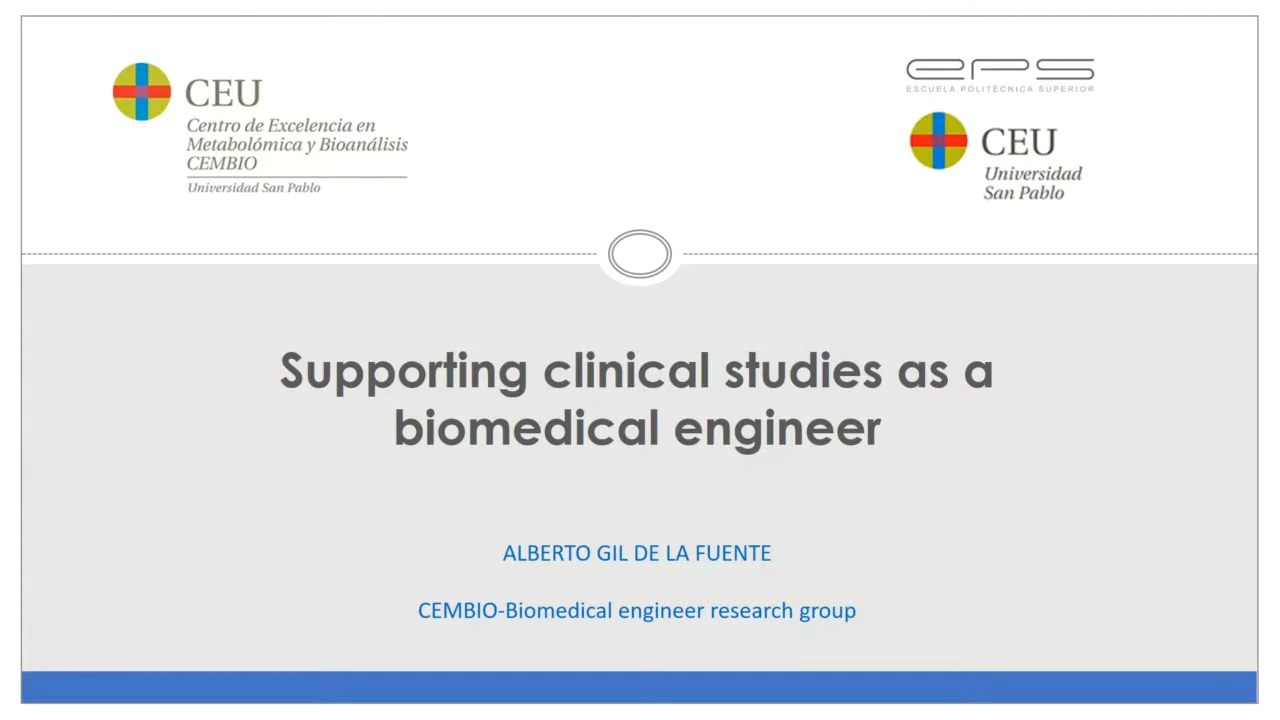 CEU
Centro de Excelencia en
Metabolómica y Bioanálisis
CEMBIO
Universidad San Pablo
eps
ESCUELA POLITÉCNICA SUPERIOR
CEU
Universidad
San Pablo
Supporting clinical studies as a
biomedical engineer
ALBERTO GIL DE LA FUENTE
CEMBIO-Biomedical engineer research group